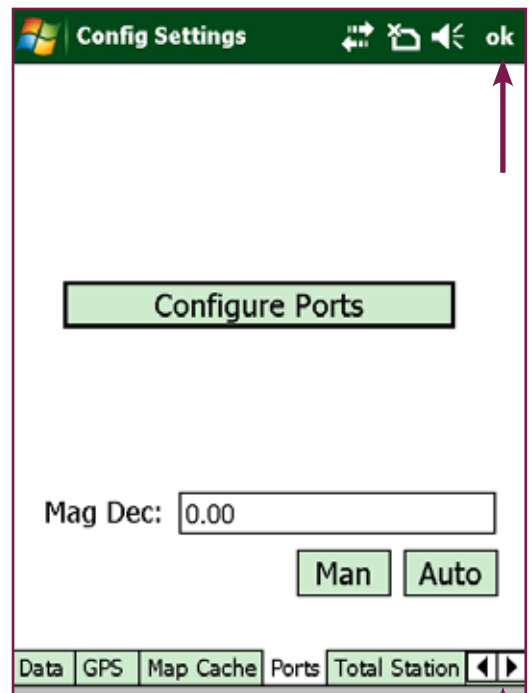 Config Settings ok
Configure Ports
Mag Dec: 0.00
Man Auto
Data GPS Map Cache Ports Total Station